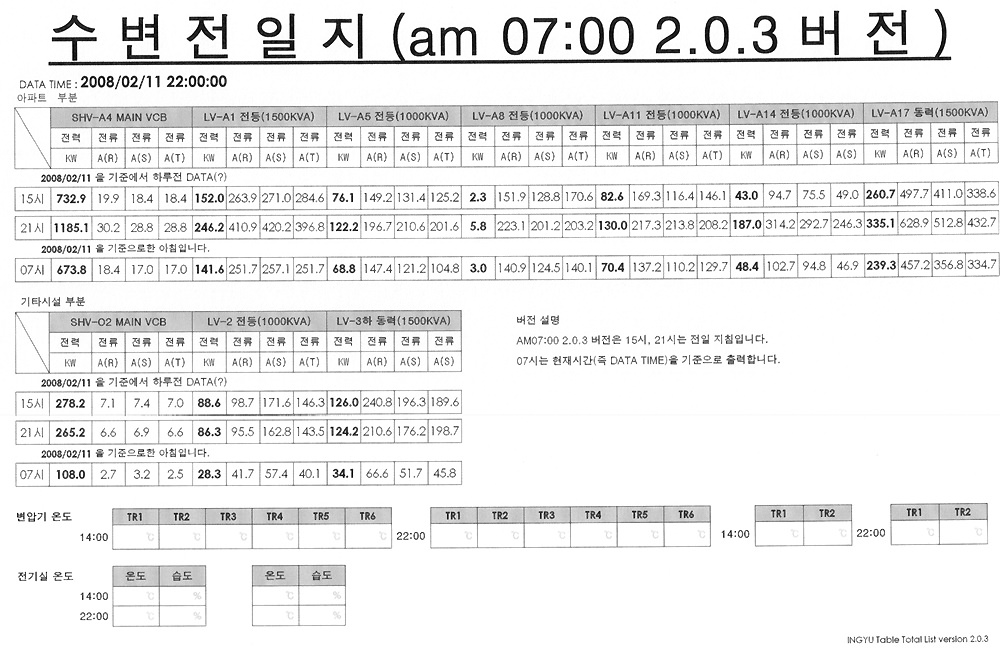 수 변 전 일 지 (am 07:00 2.0.3 버 전 )
DATA TIME : 2008/02/11 22:00:00
아파트 부분
SHV-A4 MAIN VCB LV-A1 전등(1500KVA) LV-A5 전등(1000KVA) LV-A8 전등(1000KVA) LV-A11 전등(1000KVA) LV-A14 전등(1000KVA) LV-A17 동력(1500KVA)
전력 전류 전류 전류 전력 전류 전류 전류 전력 전류 전류 전류 전력 전류 전류 전류 전력 전류 전류 전류 전력 전류 전류 전류 전력 전류 전류 전류
KW A(R) A(S) A(T) KW A(R) A(S) A(T) KW A(R) A(S) A(T) KW A(R) A(S) A(T) KW A(R) A(S) A(T) KW A(R) A(S) A(T) KW A(R) A(S) A(T)
2008/02/11 을 기준에서 하루전 DATA(?)
15시 732.9 19.9 18.4 18.4 152.0 263.9 271.0 284.6 76.1 149.2 131.4 125.2 2.3 151.9 128.8 170.6 82.6 169.3 116.4 146.1 43.0 94.7 75.5 49.0 260.7 497.7 411.0 338.6
21시 1185.1 30.2 28.8 28.8 246.2 410.9 420.2 396.8 122.2 196.7 210.6 201.6 5.8 223.1 201.2 203.2 130.0 217.3 213.8 208.2 187.0 314.2 292.7 246.3 335.1 628.9 512.8 432.7
2008/02/11 을 기준으로한 아침입니다.
07시 673.8 18.4 17.0 17.0 141.6 251.7 257.1 251.7 68.8 147.4 121.2 104.8 3.0 140.9 124.5 140.1 70.4 137.2 110.2 129.7 48.4 102.7 94.8 46.9 239.3 457.2 356.8 334.7
기타시설 부분
SHV-O2 MAIN VCB LV-2 전등(1000KVA) LV-3하 동력(1500KVA)
전력 전류 전류 전류 전력 전류 전류 전류 전력 전류 전류 전류
KW A(R) A(S) A(T) KW A(R) A(S) A(T) KW A(R) A(S) A(S)
2008/02/11 을 기준에서 하루전 DATA(?)
15시 278.2 7.1 7.4 7.0 88.6 98.7 171.6 146.3 126.0 240.8 196.3 189.6
21시 265.2 6.6 6.9 6.6 86.3 95.5 162.8 143.5 124.2 210.6 176.2 198.7
2008/02/11 을 기준으로한 아침입니다.
07시 108.0 2.7 3.2 2.5 28.3 41.7 57.4 40.1 34.1 66.6 51.7 45.8
버전 설명
AM07:00 2.0.3 버전은 15시, 21시는 전일 지침입니다.
07시는 현재시간(즉 DATA TIME)을 기준으로 출력합니다.
변압기 온도 TR1 TR2 TR3 TR4 TR5 TR6 TR1 TR2 TR3 TR4 TR5 TR6 TR1 TR2 TR1 TR2
14:00 ℃ ℃ ℃ ℃ ℃ ℃ 22:00 ℃ ℃ ℃ ℃ ℃ ℃ 14:00 ℃ ℃ 22:00 ℃ ℃
전기실 온도 온도 습도 온도 습도
14:00 ℃ % ℃ %
22:00 ℃ % ℃ %
INGYU Table Total List version 2.0.3